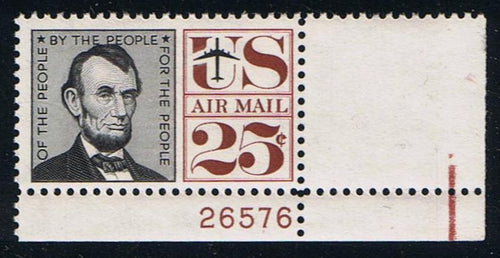 OF THE PEOPLE ★ BY THE PEOPLE ★ FOR THE PEOPLE
US
AIR MAIL
25¢
26576